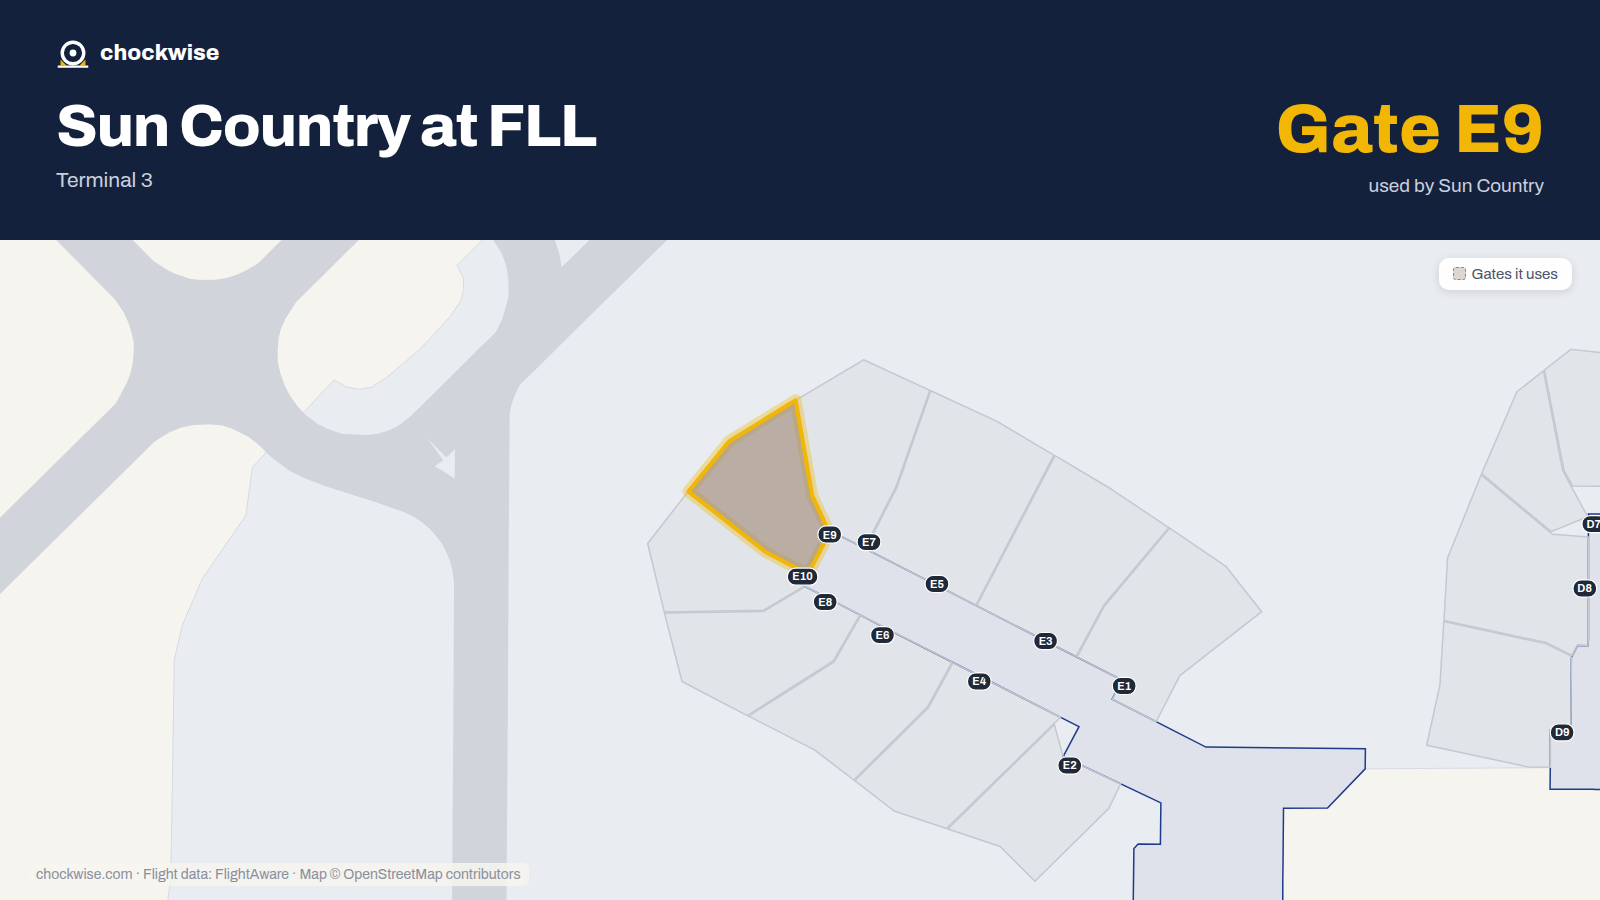 chockwise
Sun Country at FLL
Terminal 3
Gate E9
used by Sun Country
Gates it uses
E9
E7
E10
E5
E8
E6
E3
E4
E1
E2
D7
D8
D9
chockwise.com · Flight data: FlightAware · Map © OpenStreetMap contributors